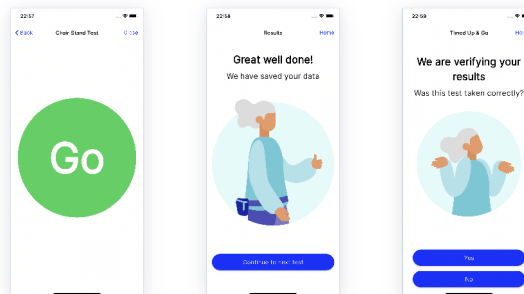 22:57
Back Chair Stand Test Close
Go
22:58
Results Home
Great well done!
We have saved your data
T
Continue to next test
22:59
Timed Up & Go
We are verifying your
results
Was this test taken correctly?
Yes
No